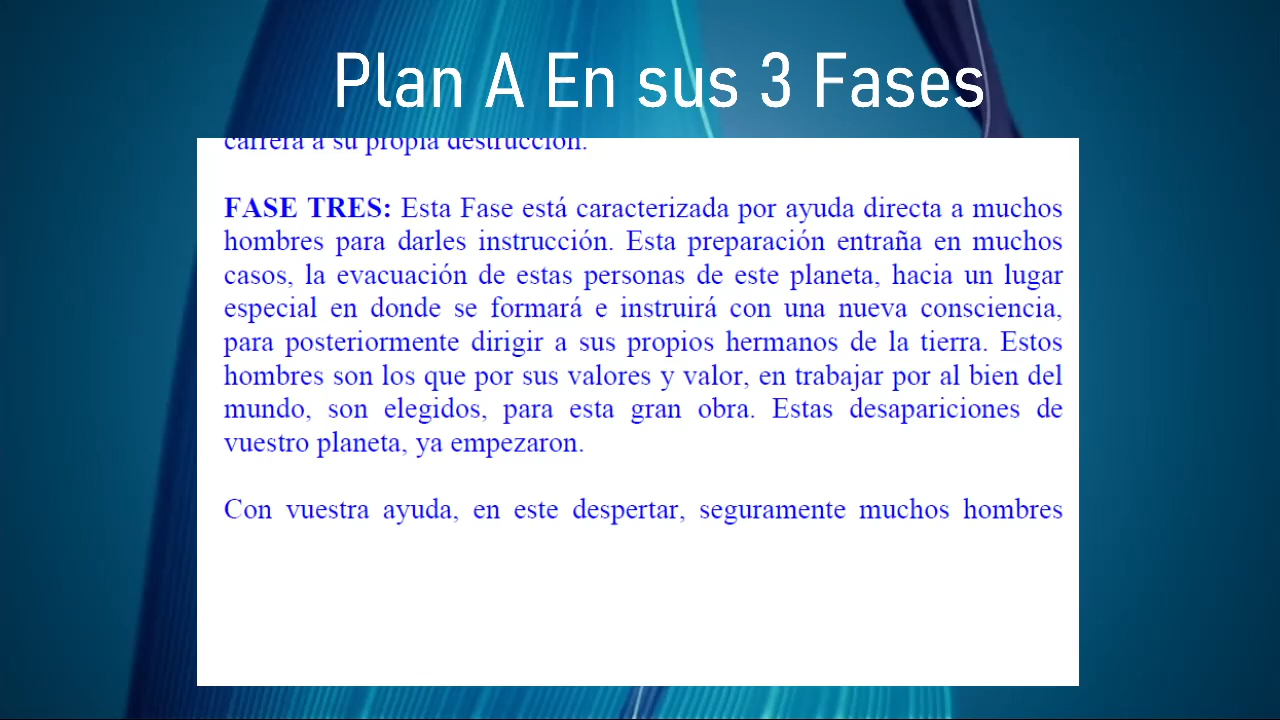 Plan A En sus 3 Fases
carrera a su propia destrucción.
FASE TRES: Esta Fase está caracterizada por ayuda directa a muchos
hombres para darles instrucción. Esta preparación entraña en muchos
casos, la evacuación de estas personas de este planeta, hacia un lugar
especial en donde se formará e instruirá con una nueva consciencia,
para posteriormente dirigir a sus propios hermanos de la tierra. Estos
hombres son los que por sus valores y valor, en trabajar por al bien del
mundo, son elegidos, para esta gran obra. Estas desapariciones de
vuestro planeta, ya empezaron.
Con vuestra ayuda, en este despertar, seguramente muchos hombres